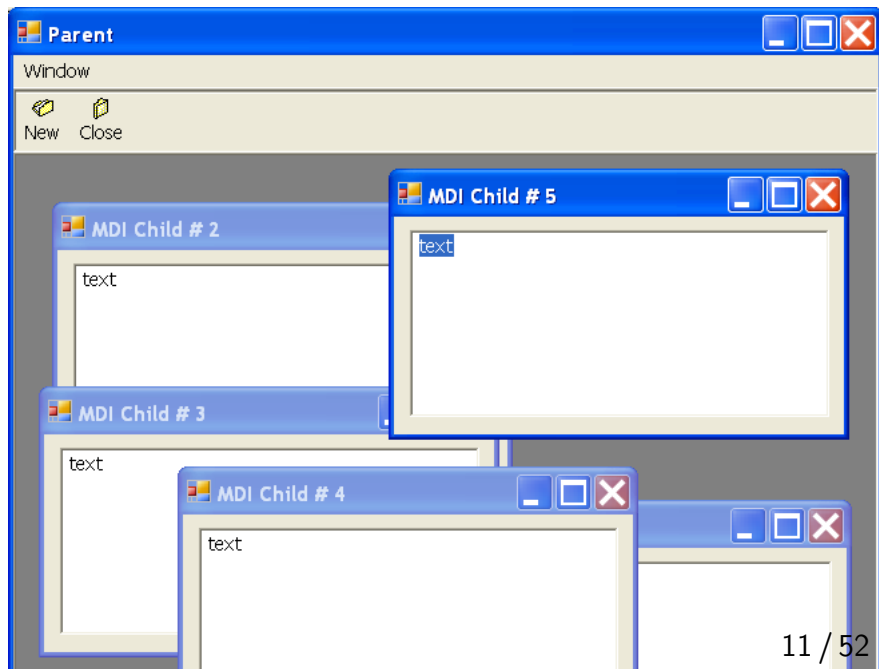 Parent
Window
New Close
MDI Child # 5
text
MDI Child # 2
text
MDI Child # 3
text
MDI Child # 4
text
11 / 52